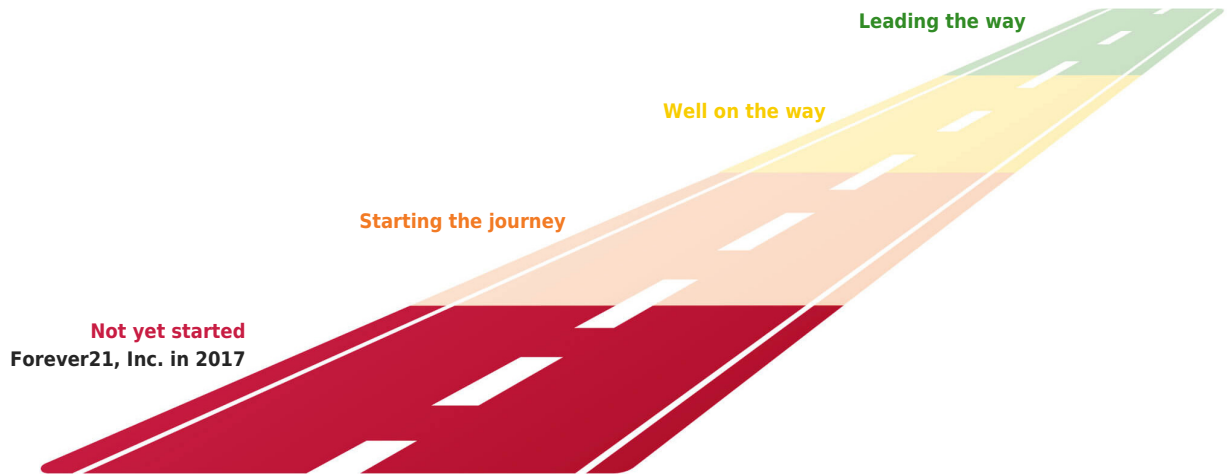 Leading the way
Well on the way
Starting the journey
Not yet started
Forever21, Inc. in 2017